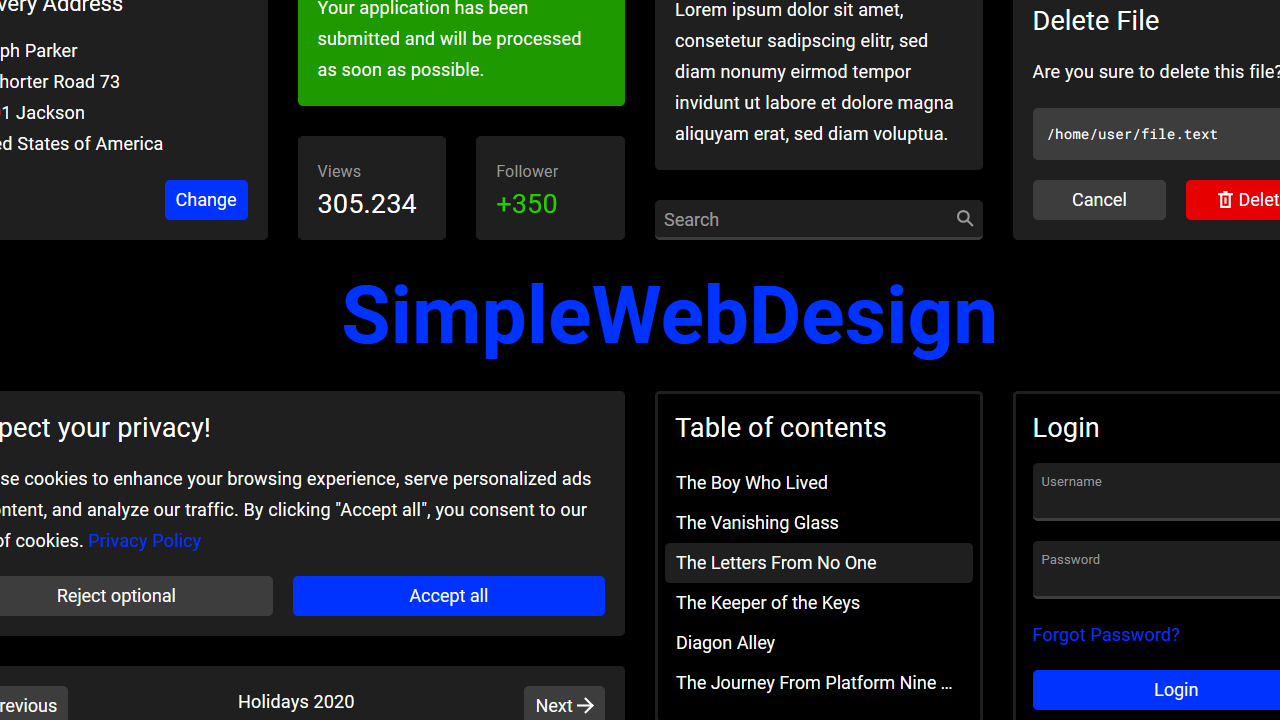 very Address
ph Parker
horter Road 73
1 Jackson
d States of America
Change
Your application has been
submitted and will be processed
as soon as possible.
Views
305.234
Follower
+350
Lorem ipsum dolor sit amet,
consetetur sadipscing elitr, sed
diam nonumy eirmod tempor
invidunt ut labore et dolore magna
aliquyam erat, sed diam voluptua.
Search
Delete File
Are you sure to delete this file?
/home/user/file.text
Cancel
Delet
SimpleWebDesign
pect your privacy!
se cookies to enhance your browsing experience, serve personalized ads
ntent, and analyze our traffic. By clicking "Accept all", you consent to our
of cookies. Privacy Policy
Reject optional
Accept all
revious
Holidays 2020
Next
Table of contents
The Boy Who Lived
The Vanishing Glass
The Letters From No One
The Keeper of the Keys
Diagon Alley
The Journey From Platform Nine ...
Login
Username
Password
Forgot Password?
Login